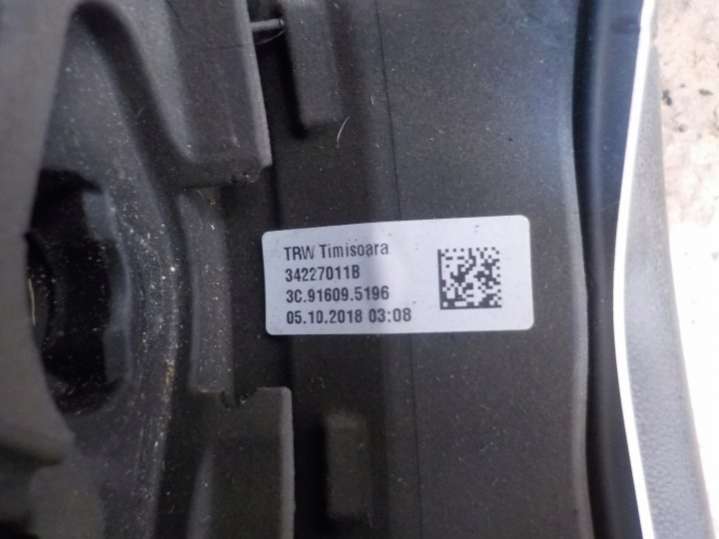 TRW Timisoara
34227011B
3C.91609.5196
05.10.2018 03:08